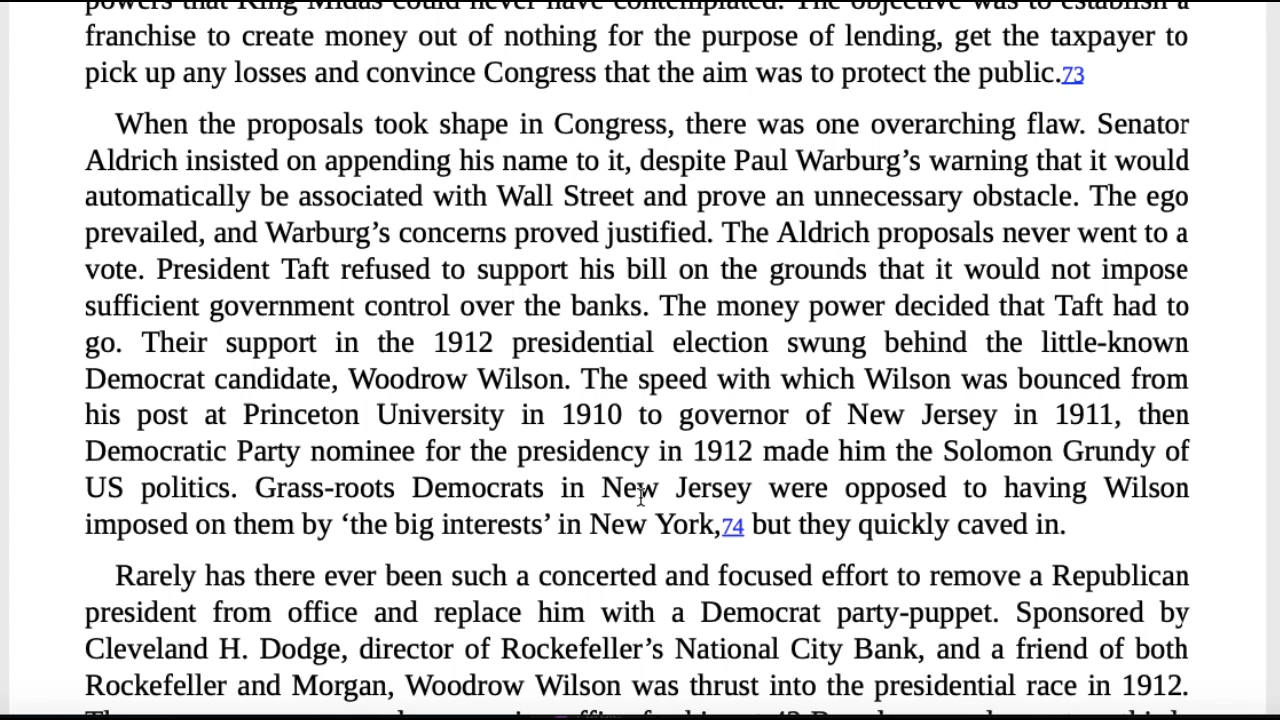 powers that King Midas could never have contemplated. The objective was to establish a
franchise to create money out of nothing for the purpose of lending, get the taxpayer to
pick up any losses and convince Congress that the aim was to protect the public.73
When the proposals took shape in Congress, there was one overarching flaw. Senator
Aldrich insisted on appending his name to it, despite Paul Warburg’s warning that it would
automatically be associated with Wall Street and prove an unnecessary obstacle. The ego
prevailed, and Warburg’s concerns proved justified. The Aldrich proposals never went to a
vote. President Taft refused to support his bill on the grounds that it would not impose
sufficient government control over the banks. The money power decided that Taft had to
go. Their support in the 1912 presidential election swung behind the little-known
Democrat candidate, Woodrow Wilson. The speed with which Wilson was bounced from
his post at Princeton University in 1910 to governor of New Jersey in 1911, then
Democratic Party nominee for the presidency in 1912 made him the Solomon Grundy of
US politics. Grass-roots Democrats in New Jersey were opposed to having Wilson
imposed on them by ‘the big interests’ in New York,74 but they quickly caved in.
Rarely has there ever been such a concerted and focused effort to remove a Republican
president from office and replace him with a Democrat party-puppet. Sponsored by
Cleveland H. Dodge, director of Rockefeller’s National City Bank, and a friend of both
Rockefeller and Morgan, Woodrow Wilson was thrust into the presidential race in 1912.